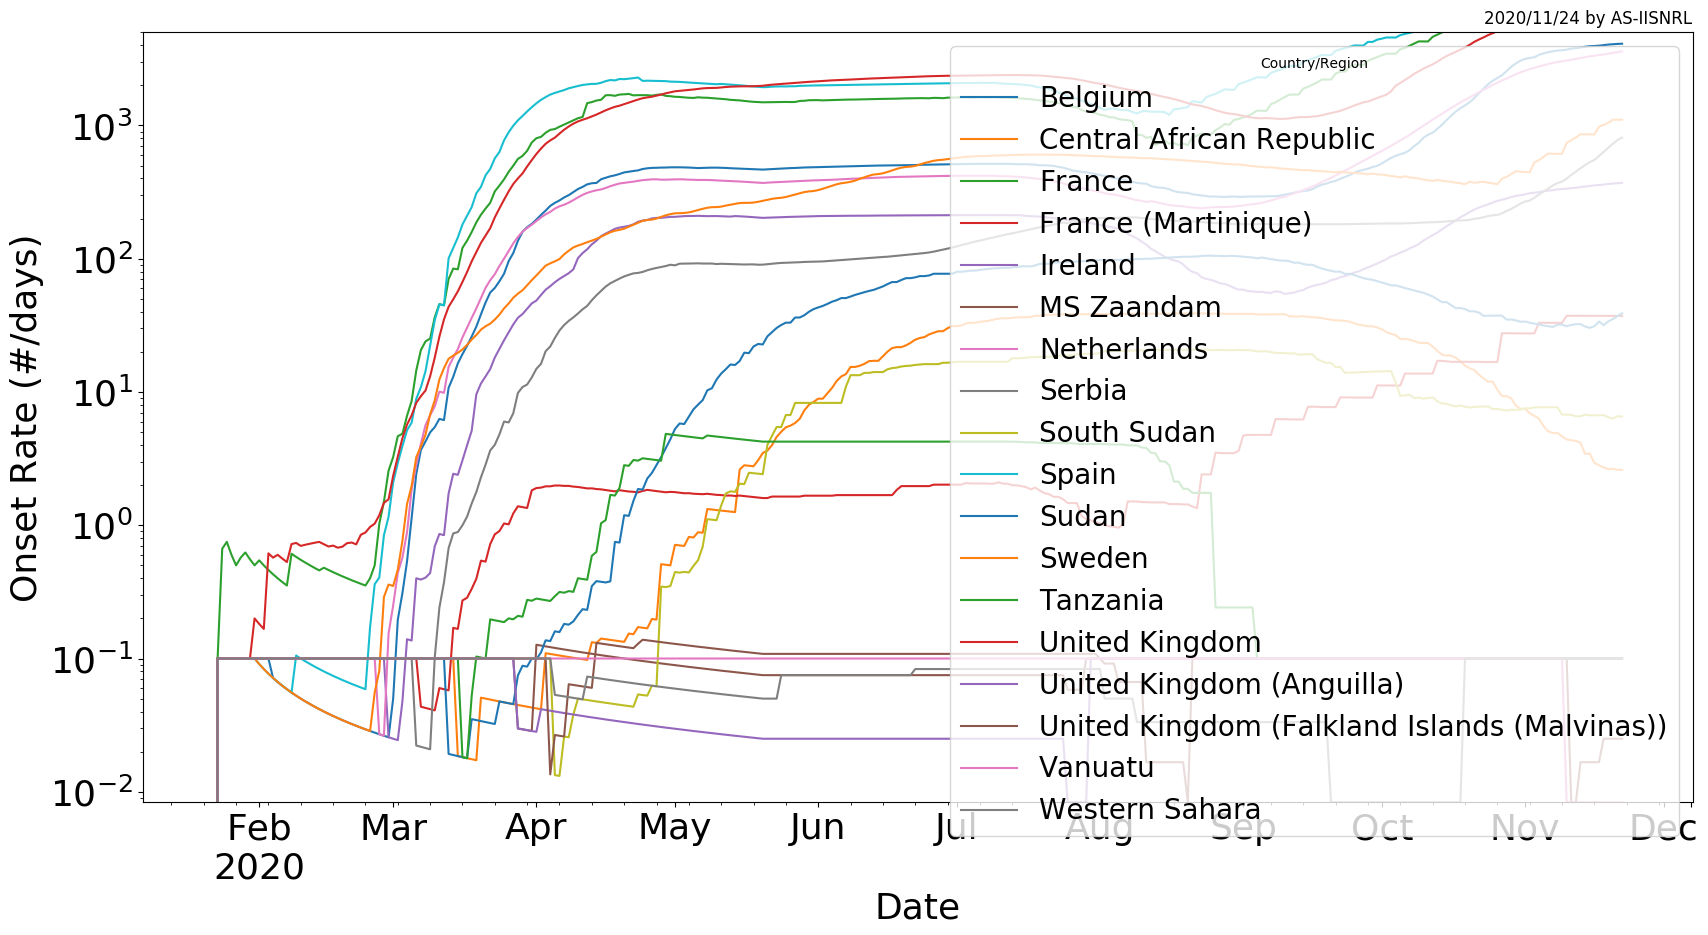 2020/11/24 by AS-IISNRL
Onset Rate (#/days)
10³
10²
10¹
10⁰
10⁻¹
10⁻²
Country/Region
Belgium
Central African Republic
France
France (Martinique)
Ireland
MS Zaandam
Netherlands
Serbia
South Sudan
Spain
Sudan
Sweden
Tanzania
United Kingdom
United Kingdom (Anguilla)
United Kingdom (Falkland Islands (Malvinas))
Vanuatu
Western Sahara
Feb Mar Apr May Jun Jul Aug Sep Oct Nov Dec
2020
Date